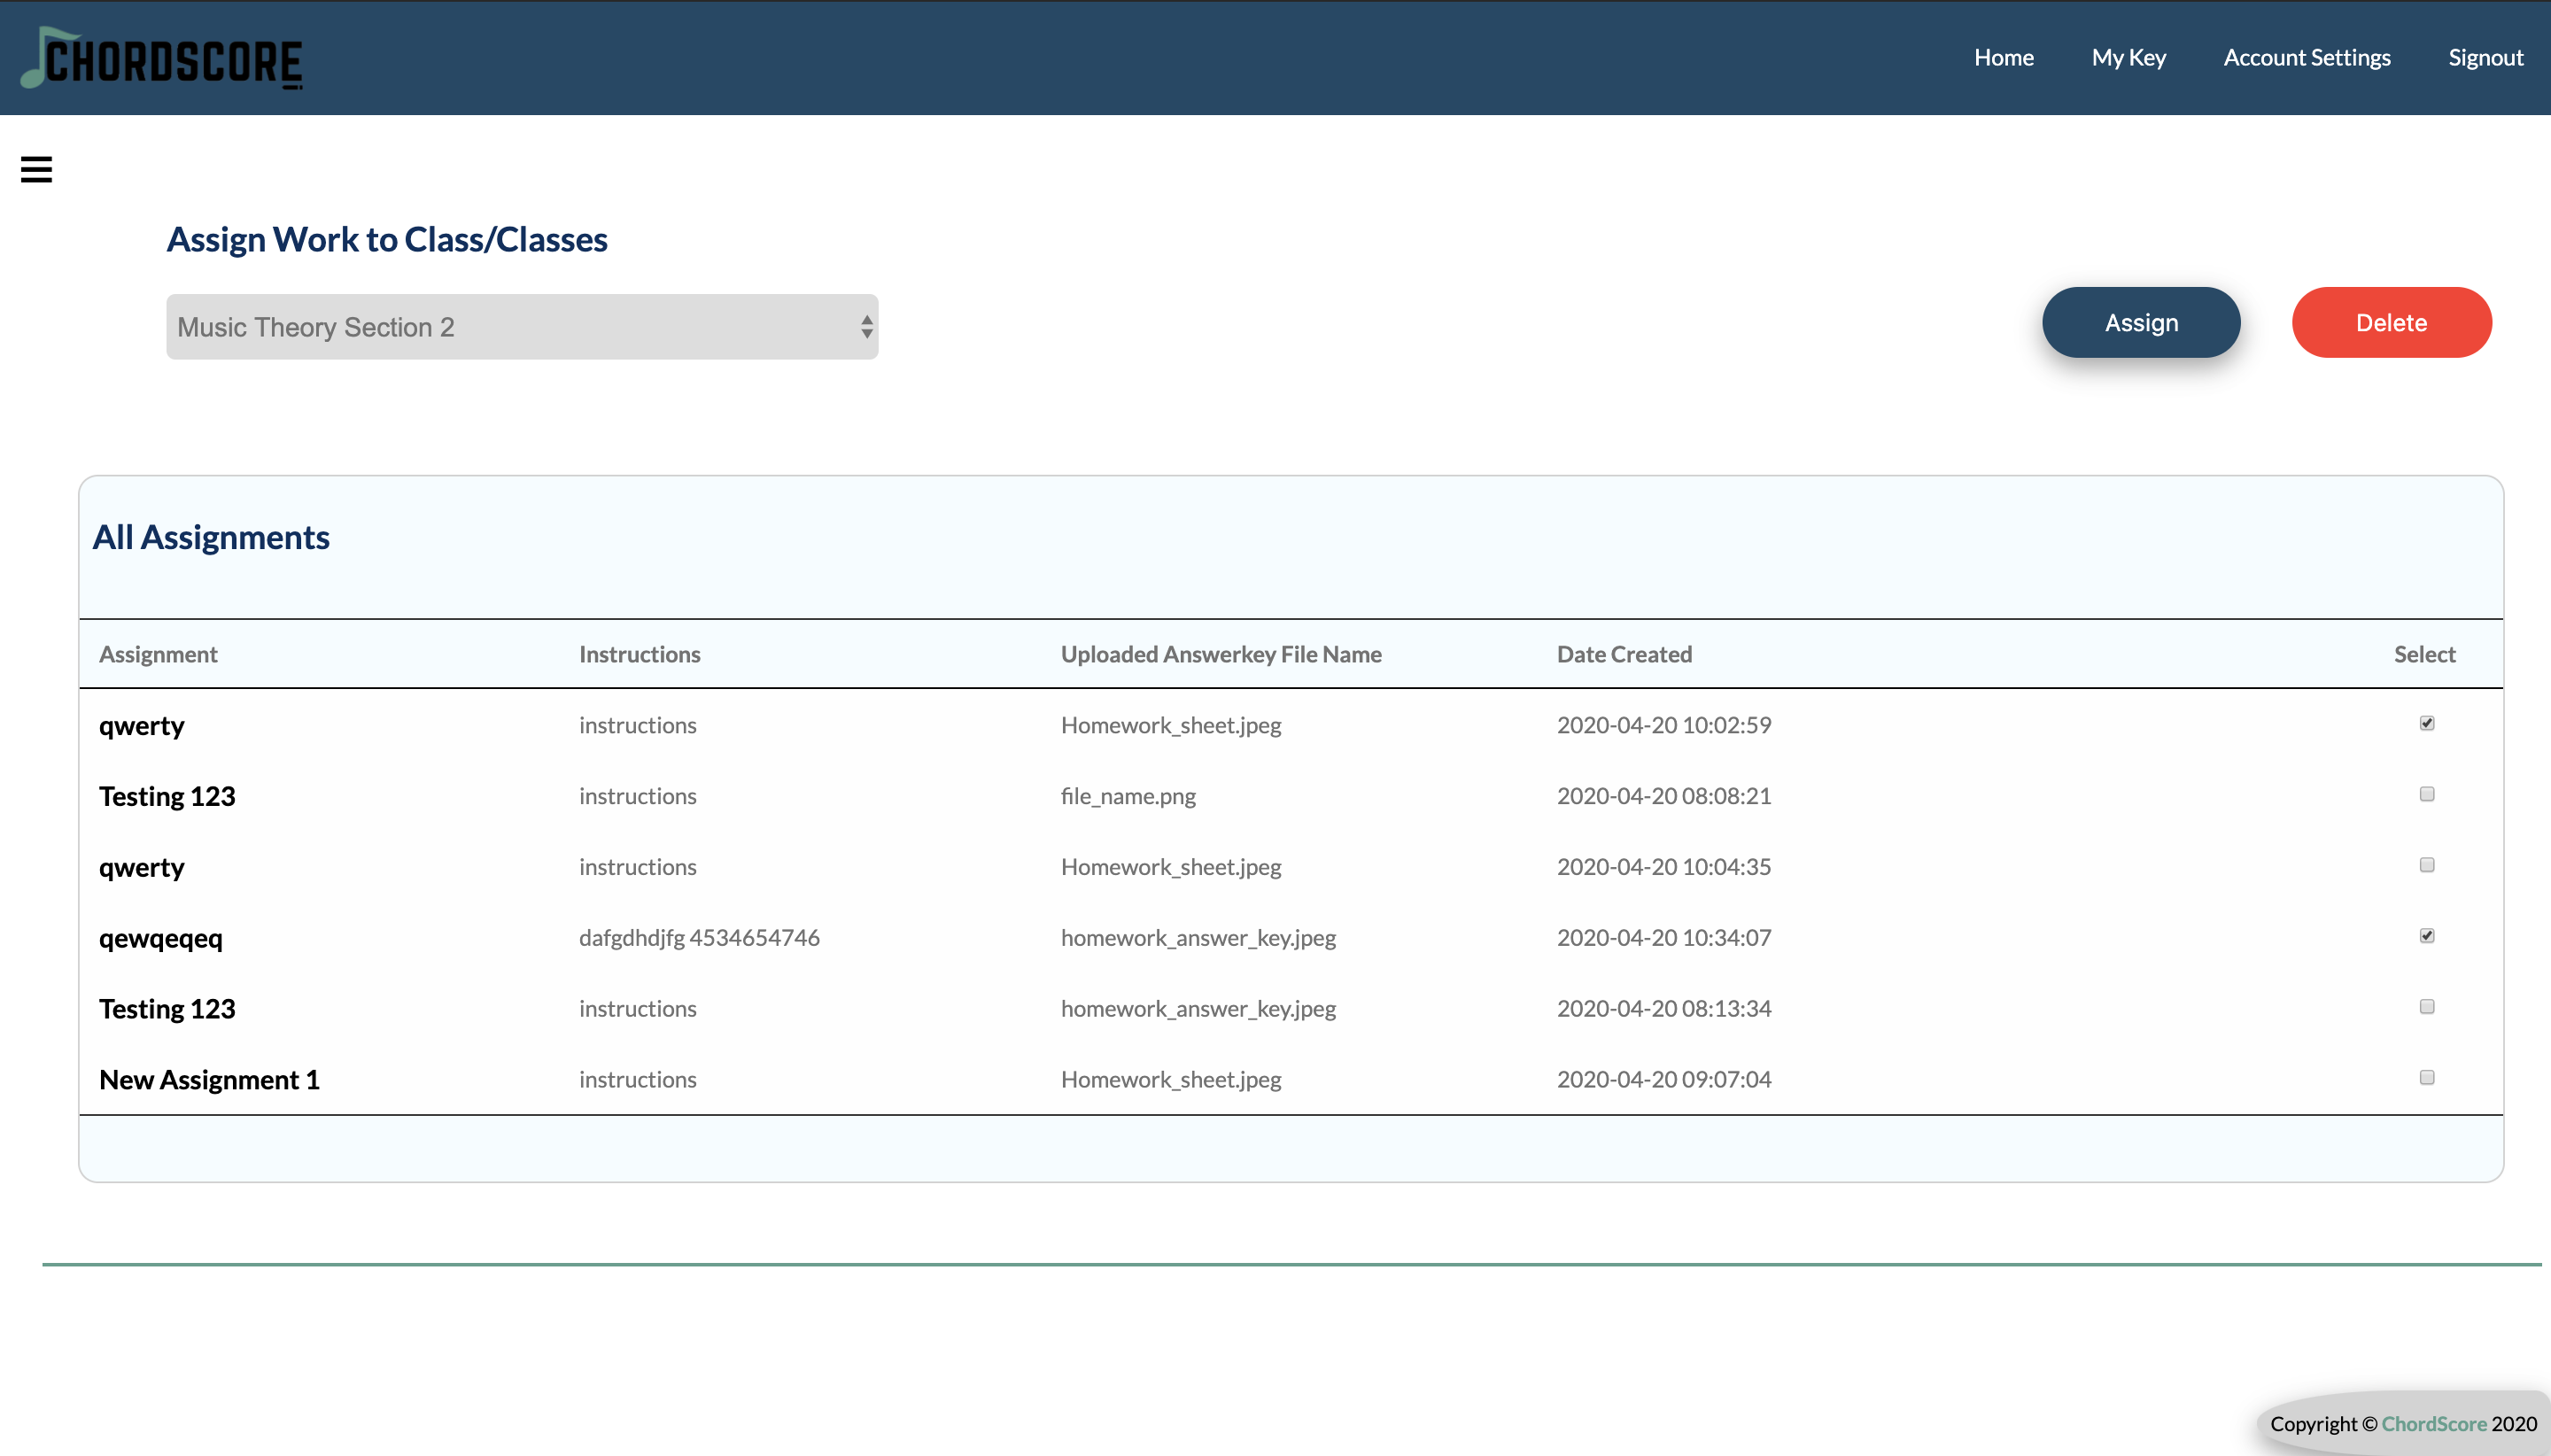 CHORDSCORE
Home My Key Account Settings Signout
Assign Work to Class/Classes
Music Theory Section 2
Assign Delete
All Assignments
Assignment Instructions Uploaded Answerkey File Name Date Created Select
qwerty instructions Homework_sheet.jpeg 2020-04-20 10:02:59
Testing 123 instructions file_name.png 2020-04-20 08:08:21
qwerty instructions Homework_sheet.jpeg 2020-04-20 10:04:35
qewqeqeq dafgdhdjfg 4534654746 homework_answer_key.jpeg 2020-04-20 10:34:07
Testing 123 instructions homework_answer_key.jpeg 2020-04-20 08:13:34
New Assignment 1 instructions Homework_sheet.jpeg 2020-04-20 09:07:04
Copyright © ChordScore 2020